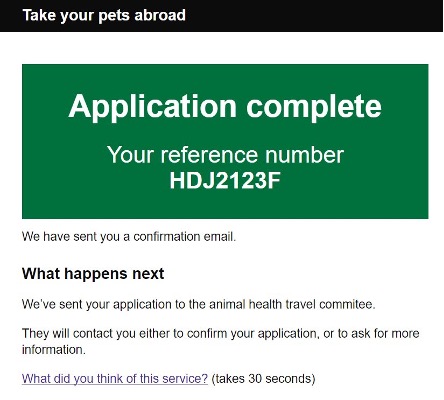 Take your pets abroad
Application complete
Your reference number
HDJ2123F
We have sent you a confirmation email.
What happens next
We’ve sent your application to the animal health travel commitee.
They will contact you either to confirm your application, or to ask for more
information.
What did you think of this service? (takes 30 seconds)